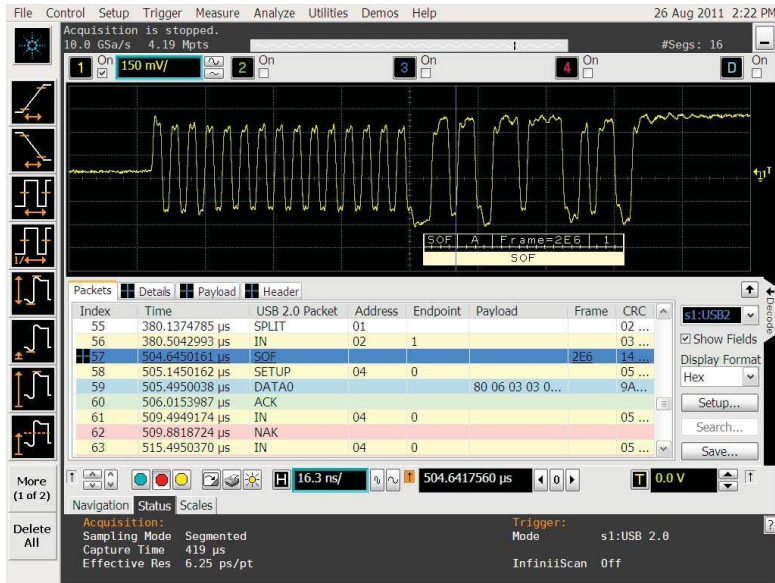 File Control Setup Trigger Measure Analyze Utilities Demos Help 26 Aug 2011 2:22 PM
Acquisition is stopped.
10.0 GSa/s 4.19 Mpts #Segs: 16
1 On 150 mV/ 2 On 3 On 4 On D On
1 T
SOF A Frame=2E6 1
SOF
Packets Details Payload Header
Decode
Index Time USB 2.0 Packet Address Endpoint Payload Frame CRC
s1:USB2
55 380.1374785 µs SPLIT 01 02 ...
56 380.5042993 µs IN 02 1 03 ...
Show Fields
57 504.6450161 µs SOF 2E6 14 ...
Display Format
58 505.1450162 µs SETUP 04 0 05 ...
Hex
59 505.4950038 µs DATA0 80 06 03 03 0... 9A...
60 506.0153987 µs ACK
Setup...
61 509.4949174 µs IN 04 0 05 ...
Search...
62 509.8818724 µs NAK
63 515.4950370 µs IN 04 0 05 ...
Save...
More
(1 of 2)
H 16.3 ns/ 504.6417560 µs 0 T 0.0 V
Navigation Status Scales
Delete
All
Acquisition: Trigger:
?
Sampling Mode Segmented Mode s1:USB 2.0
Capture Time 419 µs
Effective Res 6.25 ps/pt InfiniiScan Off
1/